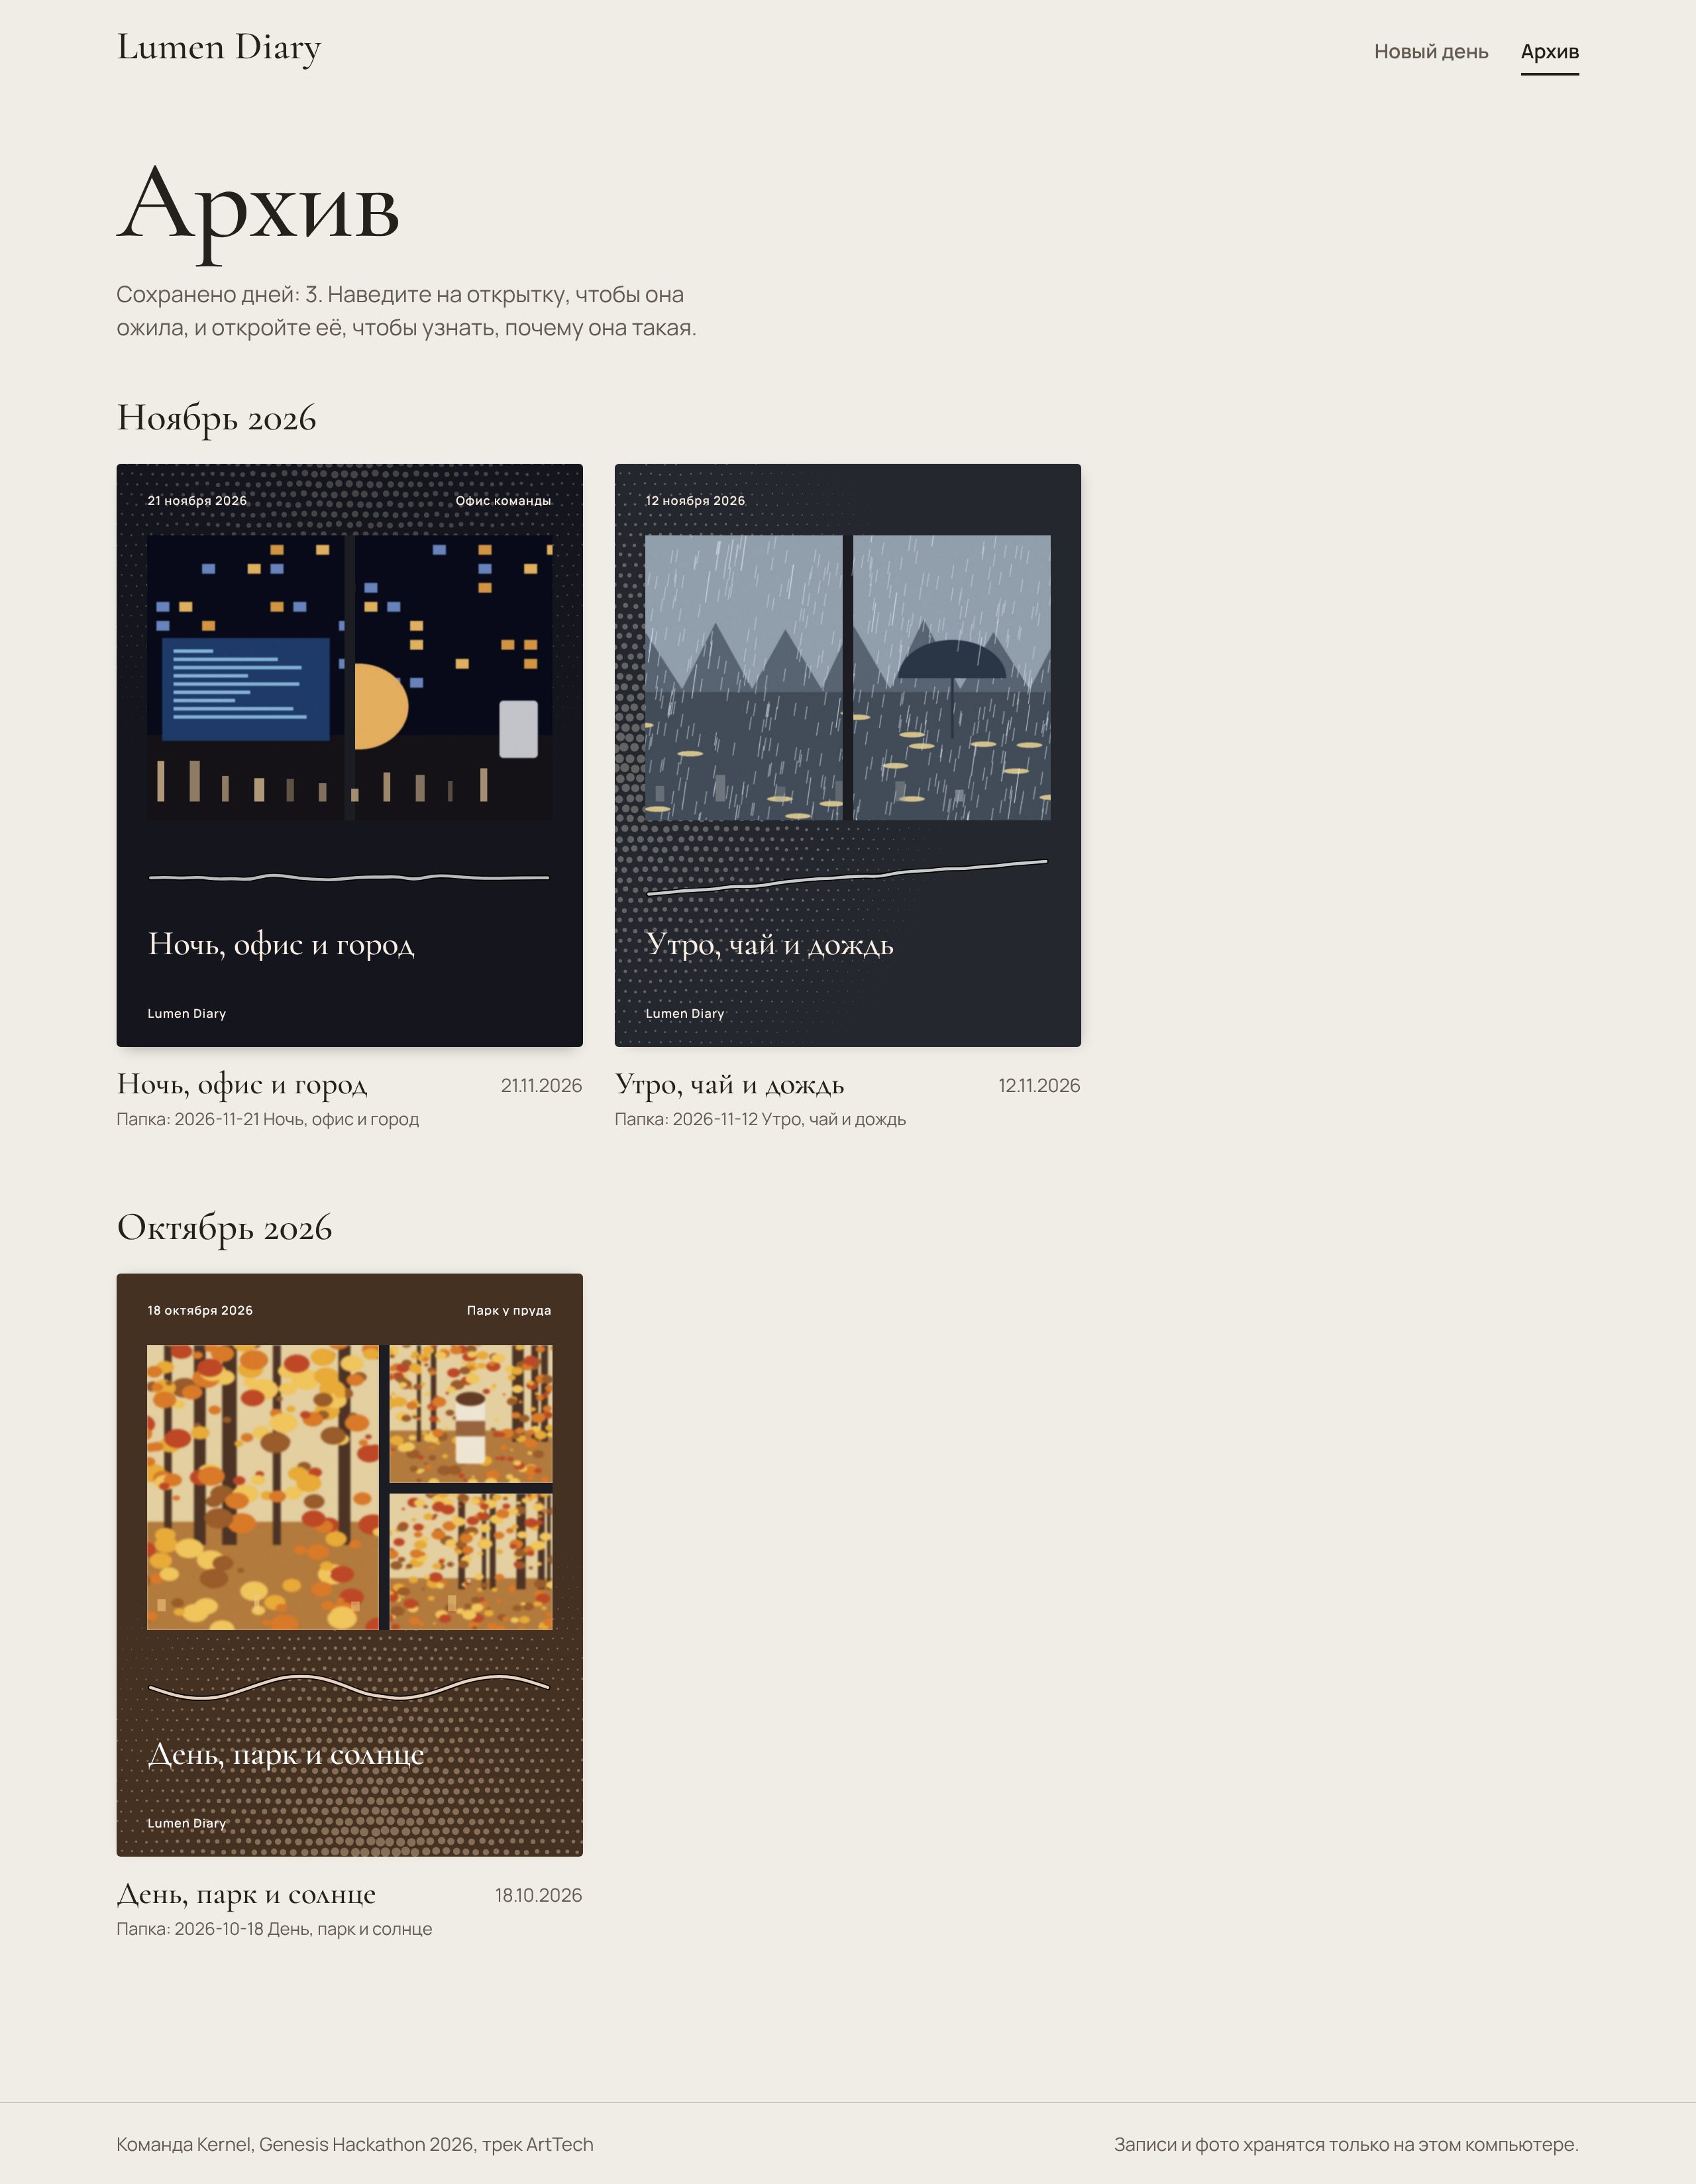 Lumen Diary
Новый день Архив
Архив
Сохранено дней: 3. Наведите на открытку, чтобы она
ожила, и откройте её, чтобы узнать, почему она такая.
Ноябрь 2026
21 ноября 2026 Офис команды
Ночь, офис и город
Lumen Diary
Ночь, офис и город 21.11.2026
Папка: 2026-11-21 Ночь, офис и город
12 ноября 2026
Утро, чай и дождь
Lumen Diary
Утро, чай и дождь 12.11.2026
Папка: 2026-11-12 Утро, чай и дождь
Октябрь 2026
18 октября 2026 Парк у пруда
День, парк и солнце
Lumen Diary
День, парк и солнце 18.10.2026
Папка: 2026-10-18 День, парк и солнце
Команда Kernel, Genesis Hackathon 2026, трек ArtTech
Записи и фото хранятся только на этом компьютере.